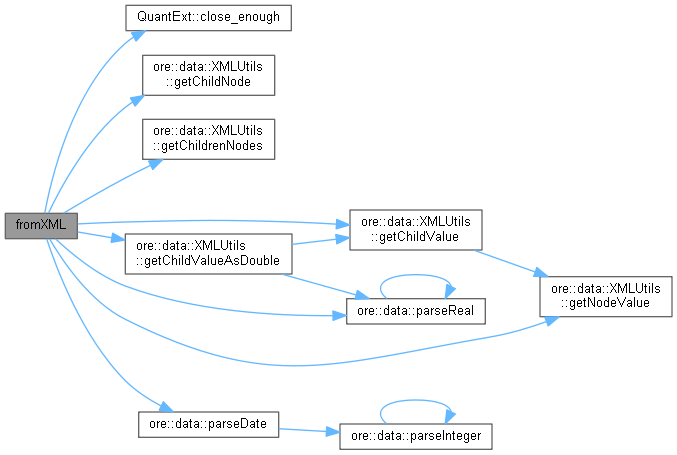 QuantExt::close_enough
ore::data::XMLUtils
::getChildNode
ore::data::XMLUtils
::getChildrenNodes
fromXML
ore::data::XMLUtils
::getChildValue
ore::data::XMLUtils
::getChildValueAsDouble
ore::data::XMLUtils
::getNodeValue
ore::data::parseReal
ore::data::parseDate
ore::data::parseInteger